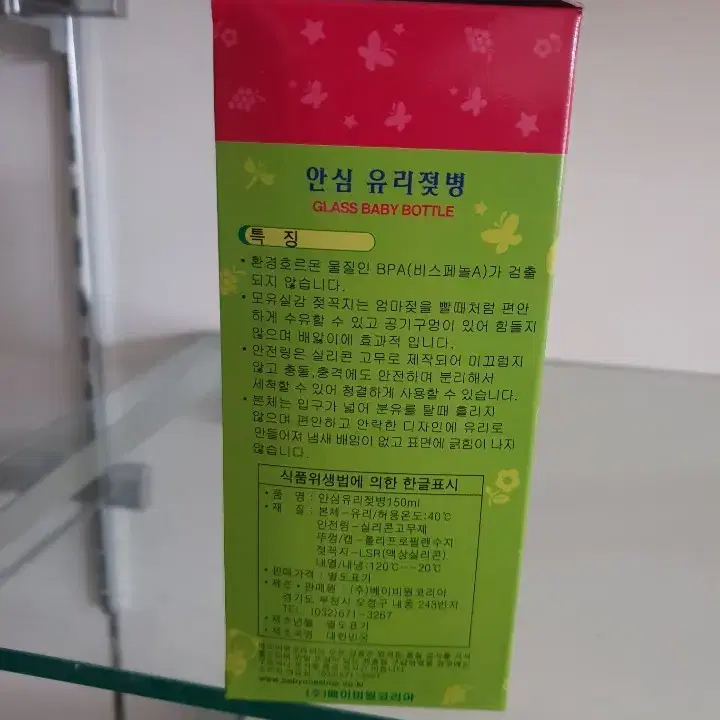 안심 유리젖병
GLASS BABY BOTTLE
특 징
• 환경호르몬 물질인 BPA(비스페놀A)가 검출
되지 않습니다.
• 모유실감 젖꼭지는 엄마젖을 빨때처럼 편안
하게 수유할 수 있고 공기구멍이 있어 힘들지
않으며 배앓이에 효과적 입니다.
• 안전링은 실리콘 고무로 제작되어 미끄럽지
않고 충동,충격에도 안전하며 분리해서
세척할 수 있어 청결하게 사용할 수 있습니다.
• 본체는 입구가 넓어 분유를 탈때 흘리지
않으며 편안하고 안락한 디자인에 유리로
만들어져 냄새 배임이 없고 표면에 긁힘이 나지
않습니다.
식품위생법에 의한 한글표시
• 품 명 : 안심유리젖병150ml
• 재 질 : 본체-유리/허용온도:40℃
안전링-실리콘고무제
뚜껑/캡-폴리프로필렌수지
젖꼭지-LSR(액상실리콘)
내열/내냉:120℃--20℃
• 판매가격 : 별도표기
• 제조·판매원 (주)베이비원코리아
경기도 부천시 오정구 내동 243번지
TEL (032)671-3267
• 제조년월 별도표기
• 제조국명 대한민국
(주)베이비원코리아